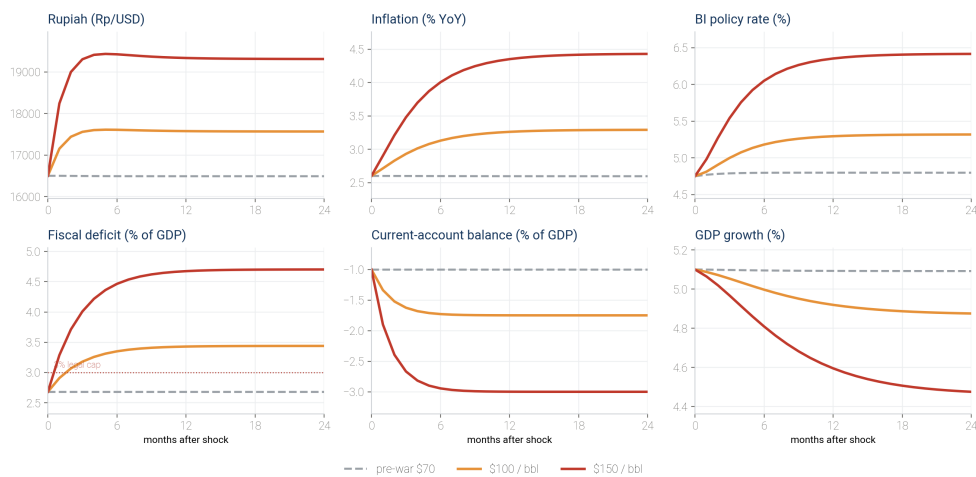 Rupiah (Rp/USD)
Inflation (% YoY)
BI policy rate (%)
19000
18000
17000
16000
0 6 12 18 24
4.5
4.0
3.5
3.0
2.5
0 6 12 18 24
6.5
6.0
5.5
5.0
4.5
0 6 12 18 24
Fiscal deficit (% of GDP)
Current-account balance (% of GDP)
GDP growth (%)
5.0
4.5
4.0
3.5
3.0
2.5
% legal cap
0 6 12 18 24
months after shock
−1.0
−1.5
−2.0
−2.5
−3.0
0 6 12 18 24
months after shock
5.2
5.0
4.8
4.6
4.4
0 6 12 18 24
months after shock
pre-war $70 $100 / bbl $150 / bbl